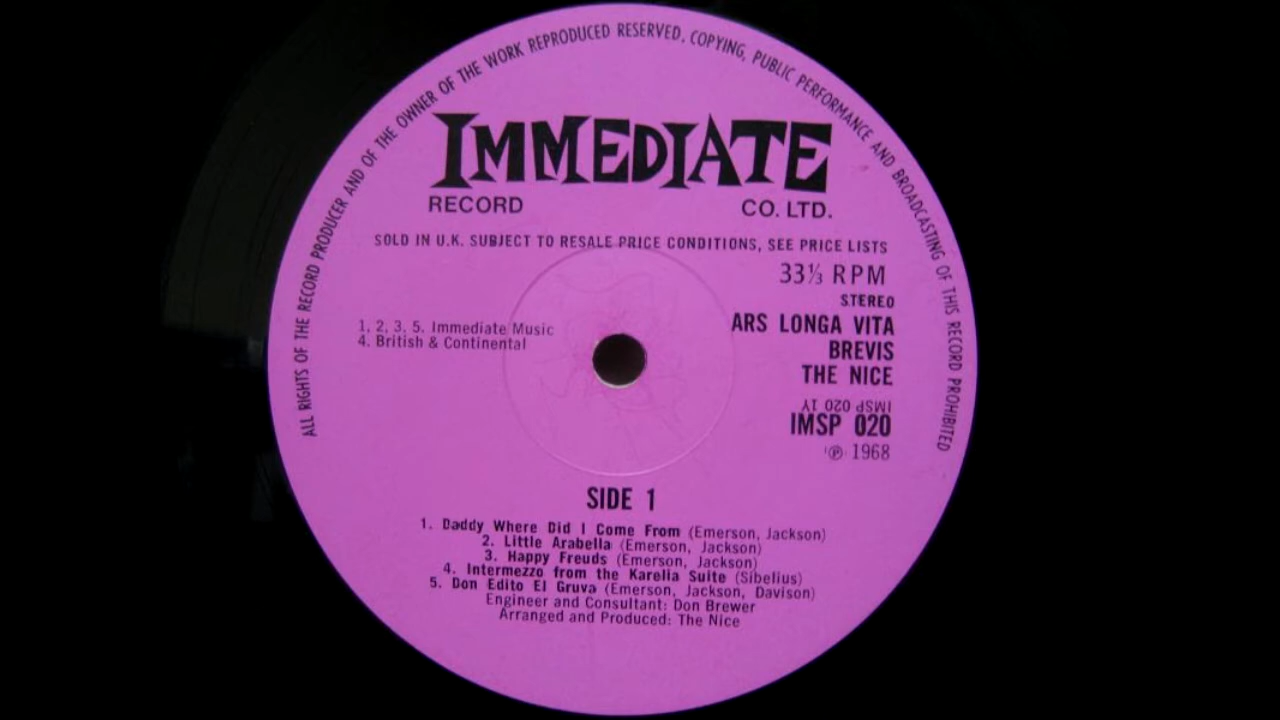 ALL RIGHTS OF THE RECORD PRODUCER AND OF THE OWNER OF THE WORK REPRODUCED RESERVED. COPYING, PUBLIC PERFORMANCE AND BROADCASTING OF THIS RECORD PROHIBITED
IMMEDIATE
RECORD CO. LTD.
SOLD IN U.K. SUBJECT TO RESALE PRICE CONDITIONS, SEE PRICE LISTS
33⅓ RPM
STEREO
1, 2, 3, 5. Immediate Music
4. British & Continental
ARS LONGA VITA
BREVIS
THE NICE
IMSP 020 1Y
IMSP 020
℗ 1968
SIDE 1
1. Daddy Where Did I Come From (Emerson, Jackson)
2. Little Arabella (Emerson, Jackson)
3. Happy Freuds (Emerson, Jackson)
4. Intermezzo from the Karelia Suite (Sibelius)
5. Don Edito El Gruva (Emerson, Jackson, Davison)
Engineer and Consultant: Don Brewer
Arranged and Produced: The Nice